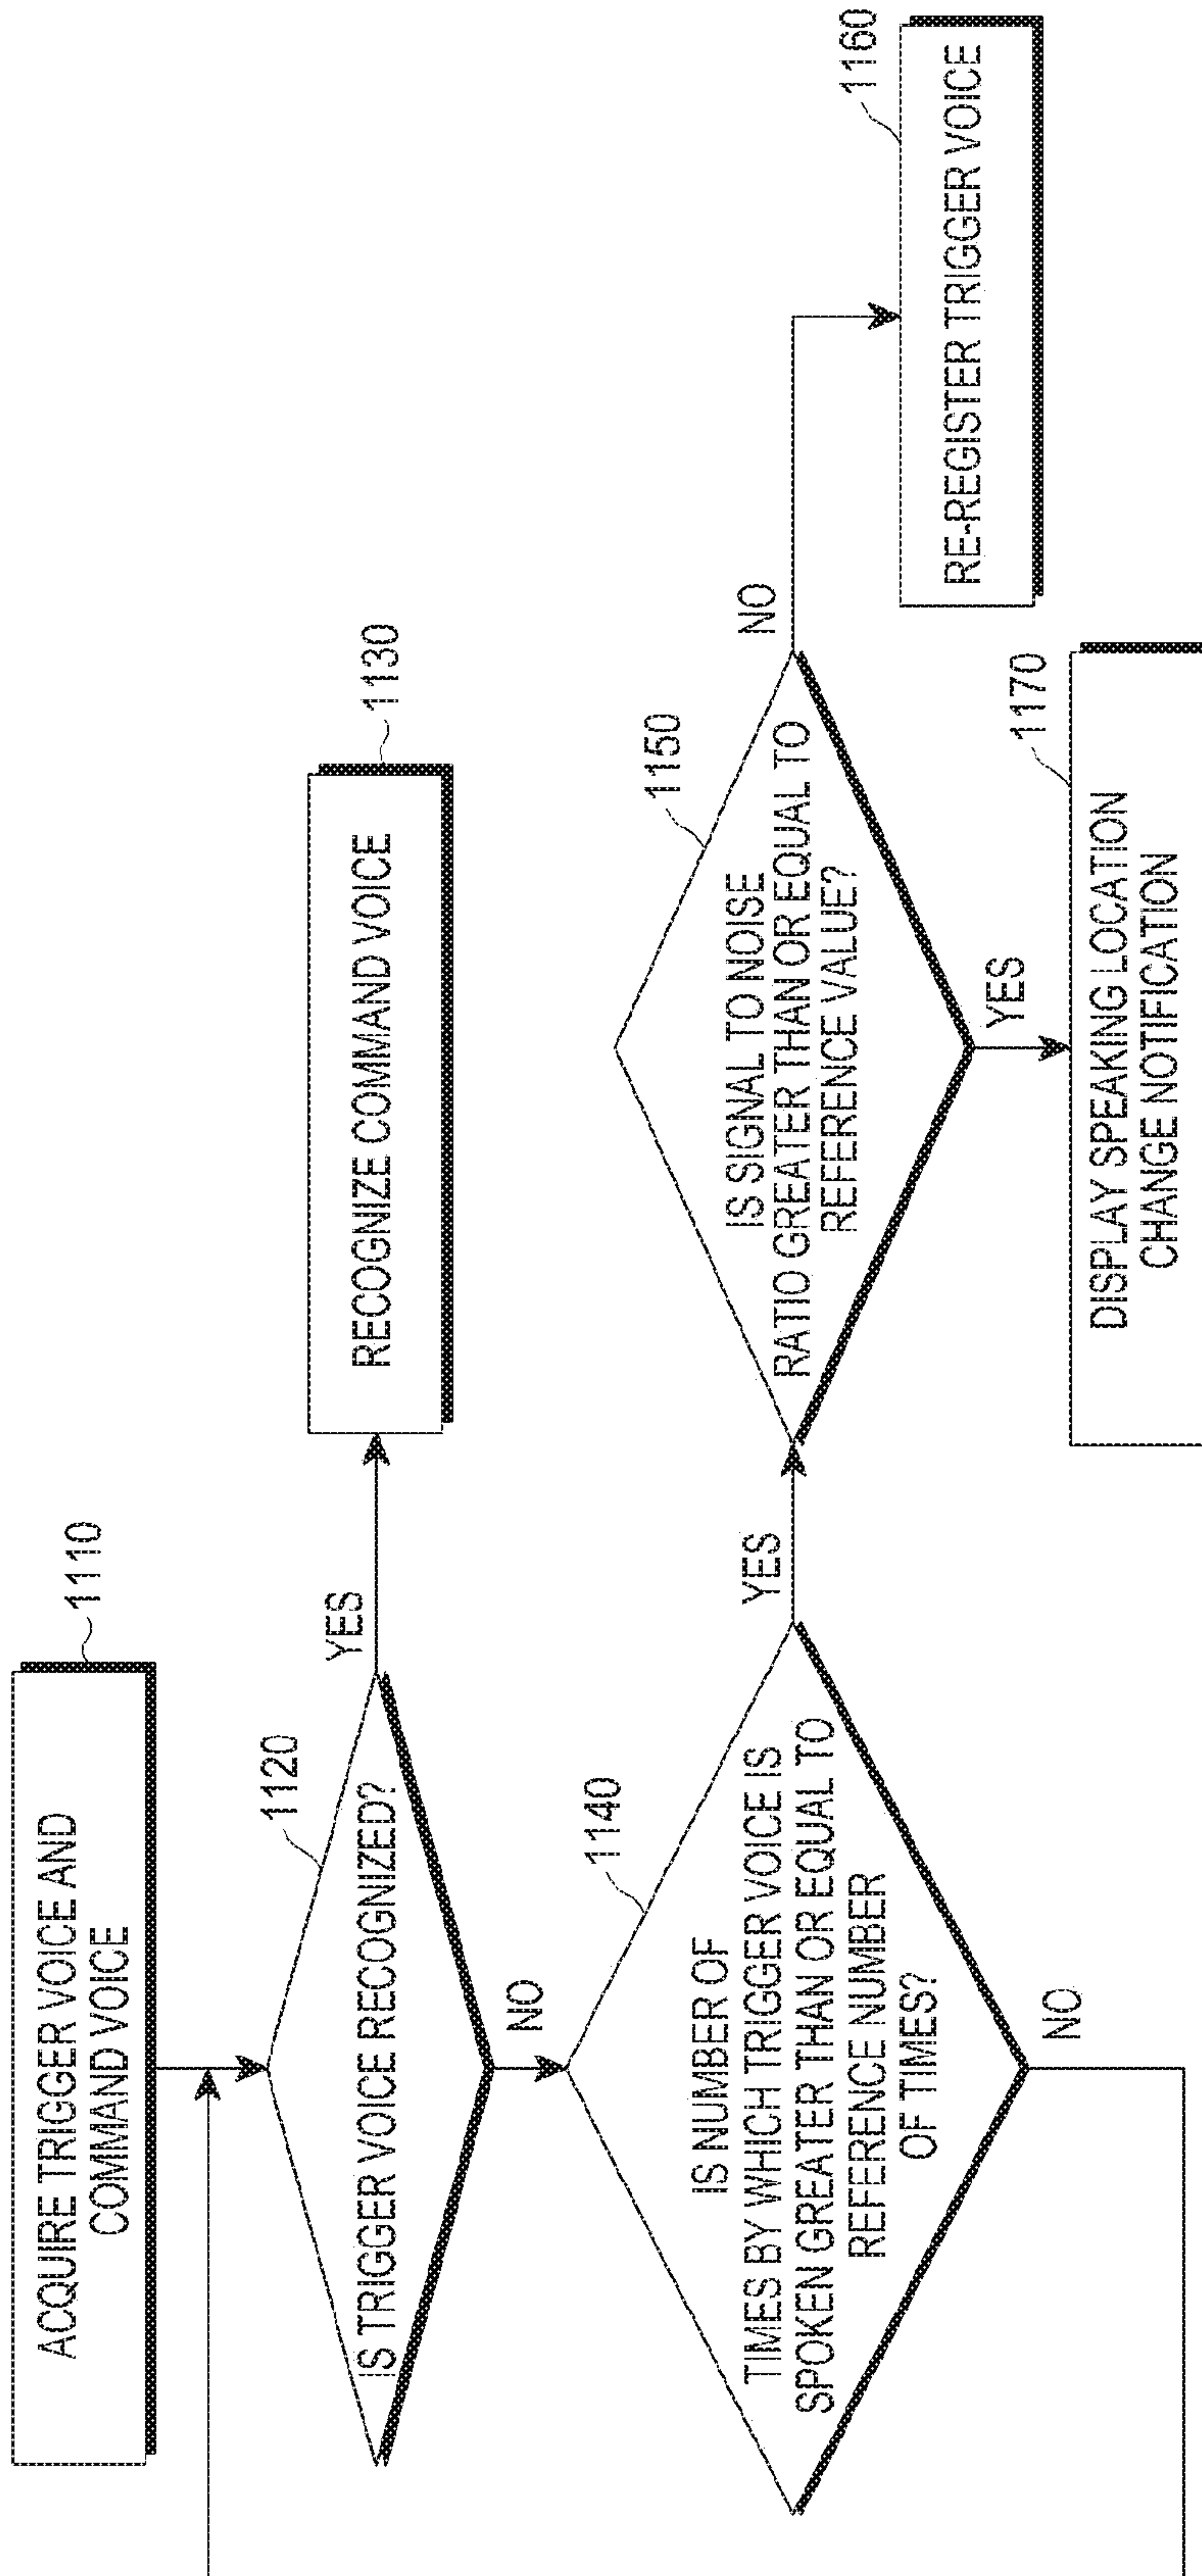 ACQUIRE TRIGGER VOICE AND
COMMAND VOICE
1110
IS TRIGGER VOICE RECOGNIZED?
1120
YES
RECOGNIZE COMMAND VOICE
1130
NO
IS NUMBER OF
TIMES BY WHICH TRIGGER VOICE IS
SPOKEN GREATER THAN OR EQUAL TO
REFERENCE NUMBER
OF TIMES?
1140
YES
NO
IS SIGNAL TO NOISE
RATIO GREATER THAN OR EQUAL TO
REFERENCE VALUE?
1150
NO
RE-REGISTER TRIGGER VOICE
1160
YES
DISPLAY SPEAKING LOCATION
CHANGE NOTIFICATION
1170